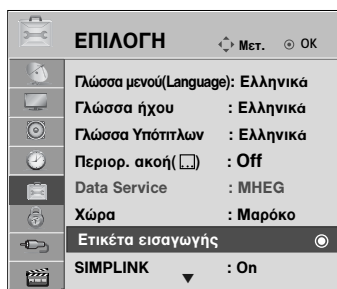 ΕΠΙΛΟΓΗ Μετ. OK
Γλώσσα μενού(Language): Ελληνικά
Γλώσσα ήχου : Ελληνικά
Γλώσσα Υπότιτλων : Ελληνικά
Περιορ. ακοή( ) : Off
Data Service : MHEG
Χώρα : Μαρόκο
Ετικέτα εισαγωγής
SIMPLINK : On